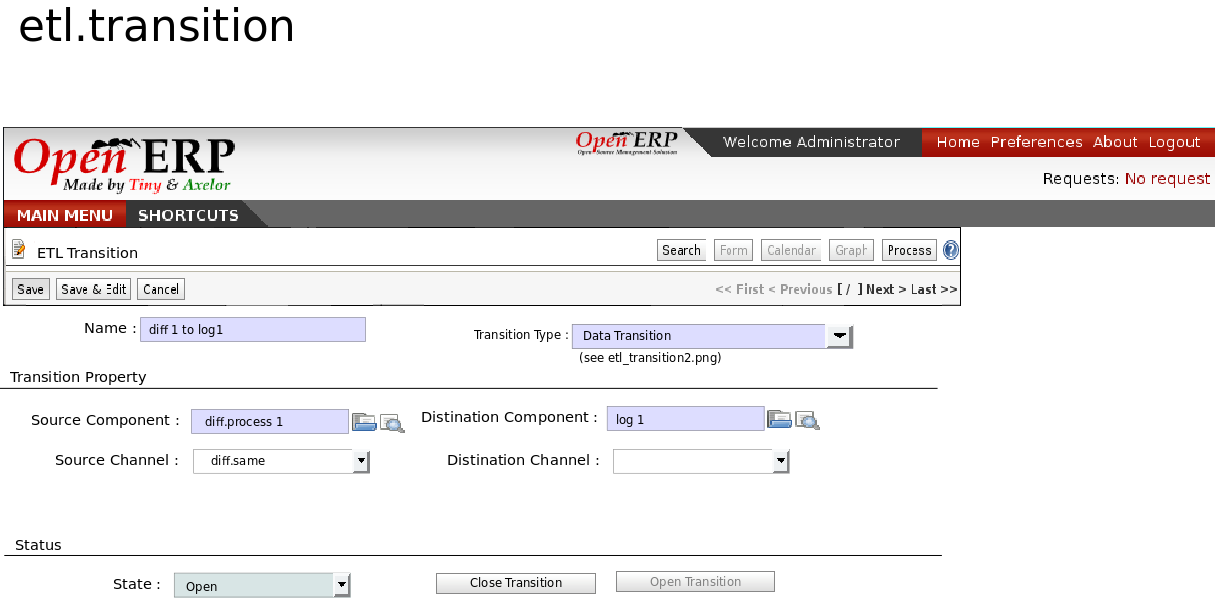 etl.transition
Open ERP
Made by Tiny & Axelor
Open ERP
Open Source Management Solution
Welcome Administrator
Home Preferences About Logout
Requests: No request
MAIN MENU SHORTCUTS
ETL Transition
Search Form Calendar Graph Process ?
Save Save & Edit Cancel
<< First < Previous [ / ] Next > Last >>
Name : diff 1 to log1
Transition Type : Data Transition
(see etl_transition2.png)
Transition Property
Source Component : diff.process 1
Distination Component : log 1
Source Channel : diff.same
Distination Channel :
Status
State : Open
Close Transition Open Transition